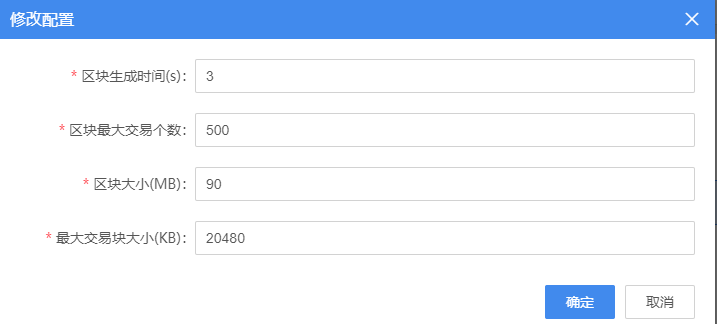 修改配置
* 区块生成时间(s)： 3
* 区块最大交易个数： 500
* 区块大小(MB)： 90
* 最大交易块大小(KB)： 20480
确定 取消